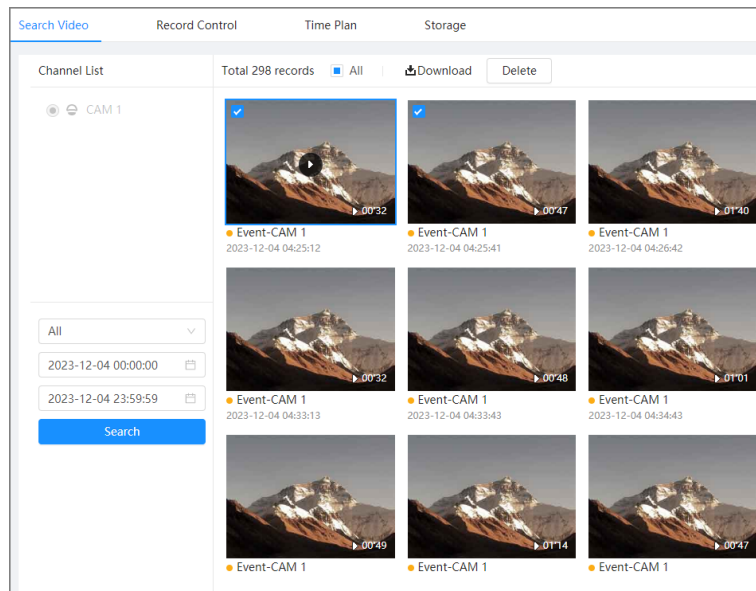 Search Video Record Control Time Plan Storage
Channel List Total 298 records All Download Delete
CAM 1
00'32 00'47 01'40
Event-CAM 1 Event-CAM 1 Event-CAM 1
2023-12-04 04:25:12 2023-12-04 04:25:41 2023-12-04 04:26:42
All
2023-12-04 00:00:00
00'32 00'48 01'01
2023-12-04 23:59:59 Event-CAM 1 Event-CAM 1 Event-CAM 1
2023-12-04 04:33:13 2023-12-04 04:33:43 2023-12-04 04:34:43
Search
00'49 01'14 00'47
Event-CAM 1 Event-CAM 1 Event-CAM 1